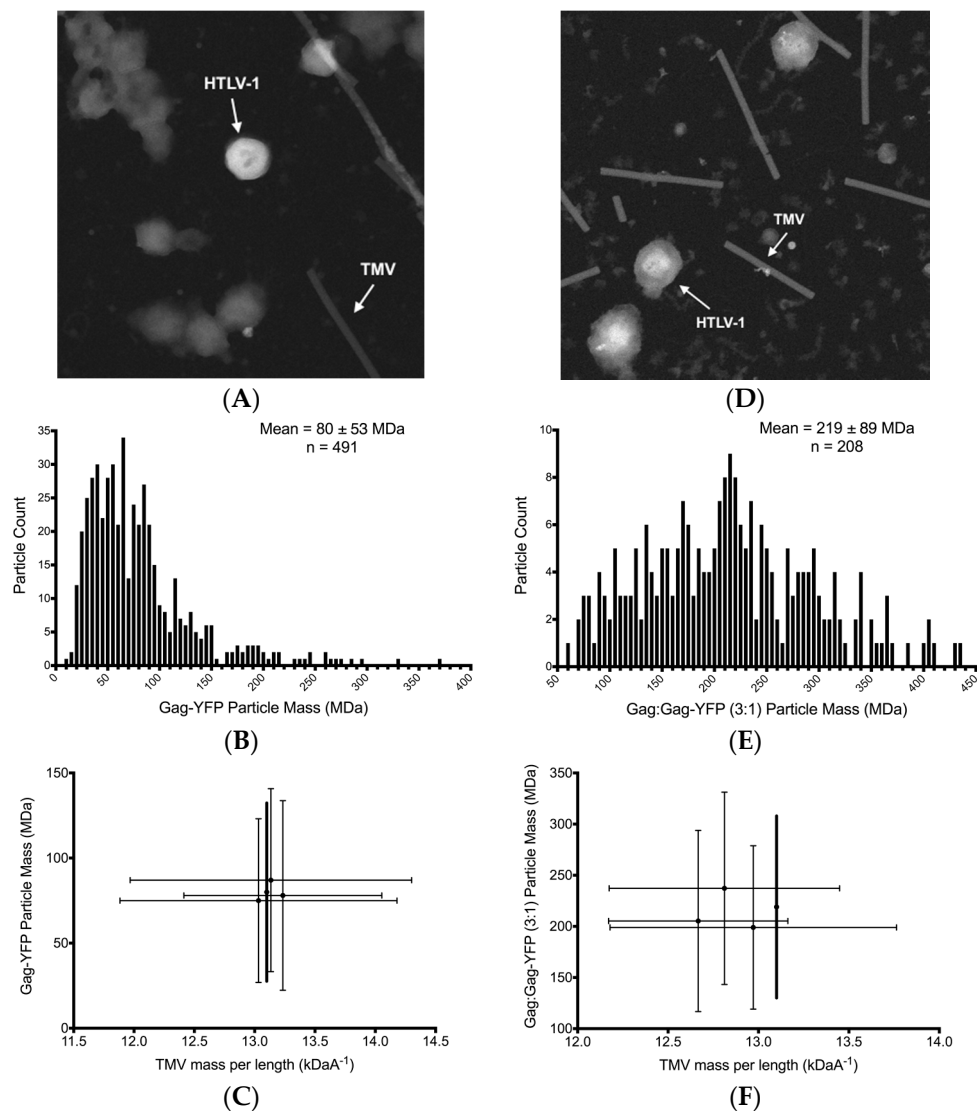 HTLV-1
TMV
(A)
HTLV-1
TMV
(D)
Mean = 80 ± 53 MDa
n = 491
Particle Count
35
30
25
20
15
10
5
0
0 50 100 150 200 250 300 350 400
Gag-YFP Particle Mass (MDa)
(B)
Mean = 219 ± 89 MDa
n = 208
Particle Count
10
8
6
4
2
0
50 100 150 200 250 300 350 400 450
Gag:Gag-YFP (3:1) Particle Mass (MDa)
(E)
Gag-YFP Particle Mass (MDa)
150
100
50
0
11.5 12.0 12.5 13.0 13.5 14.0 14.5
TMV mass per length (kDaA⁻¹)
(C)
Gag:Gag-YFP (3:1) Particle Mass (MDa)
350
300
250
200
150
100
12.0 12.5 13.0 13.5 14.0
TMV mass per length (kDaA⁻¹)
(F)